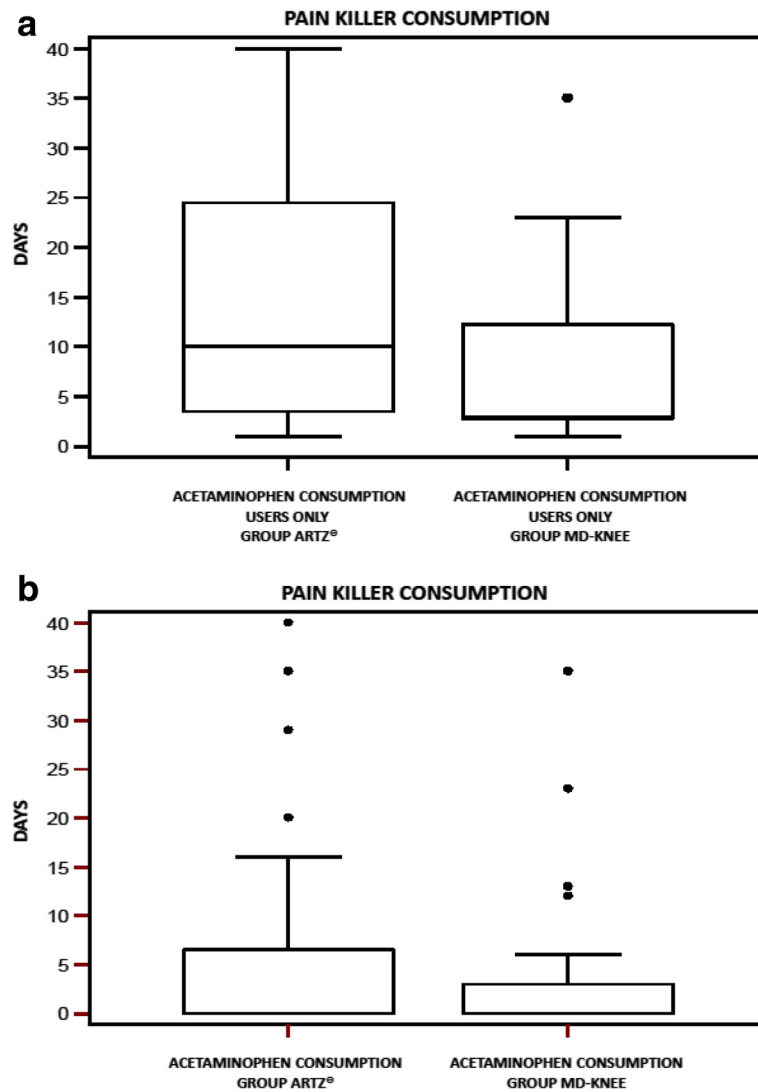 a
PAIN KILLER CONSUMPTION
40
35
30
25
20
15
10
5
0
DAYS
ACETAMINOPHEN CONSUMPTION
USERS ONLY
GROUP ARTZ®
ACETAMINOPHEN CONSUMPTION
USERS ONLY
GROUP MD-KNEE
b
PAIN KILLER CONSUMPTION
40
35
30
25
20
15
10
5
0
DAYS
ACETAMINOPHEN CONSUMPTION
GROUP ARTZ®
ACETAMINOPHEN CONSUMPTION
GROUP MD-KNEE